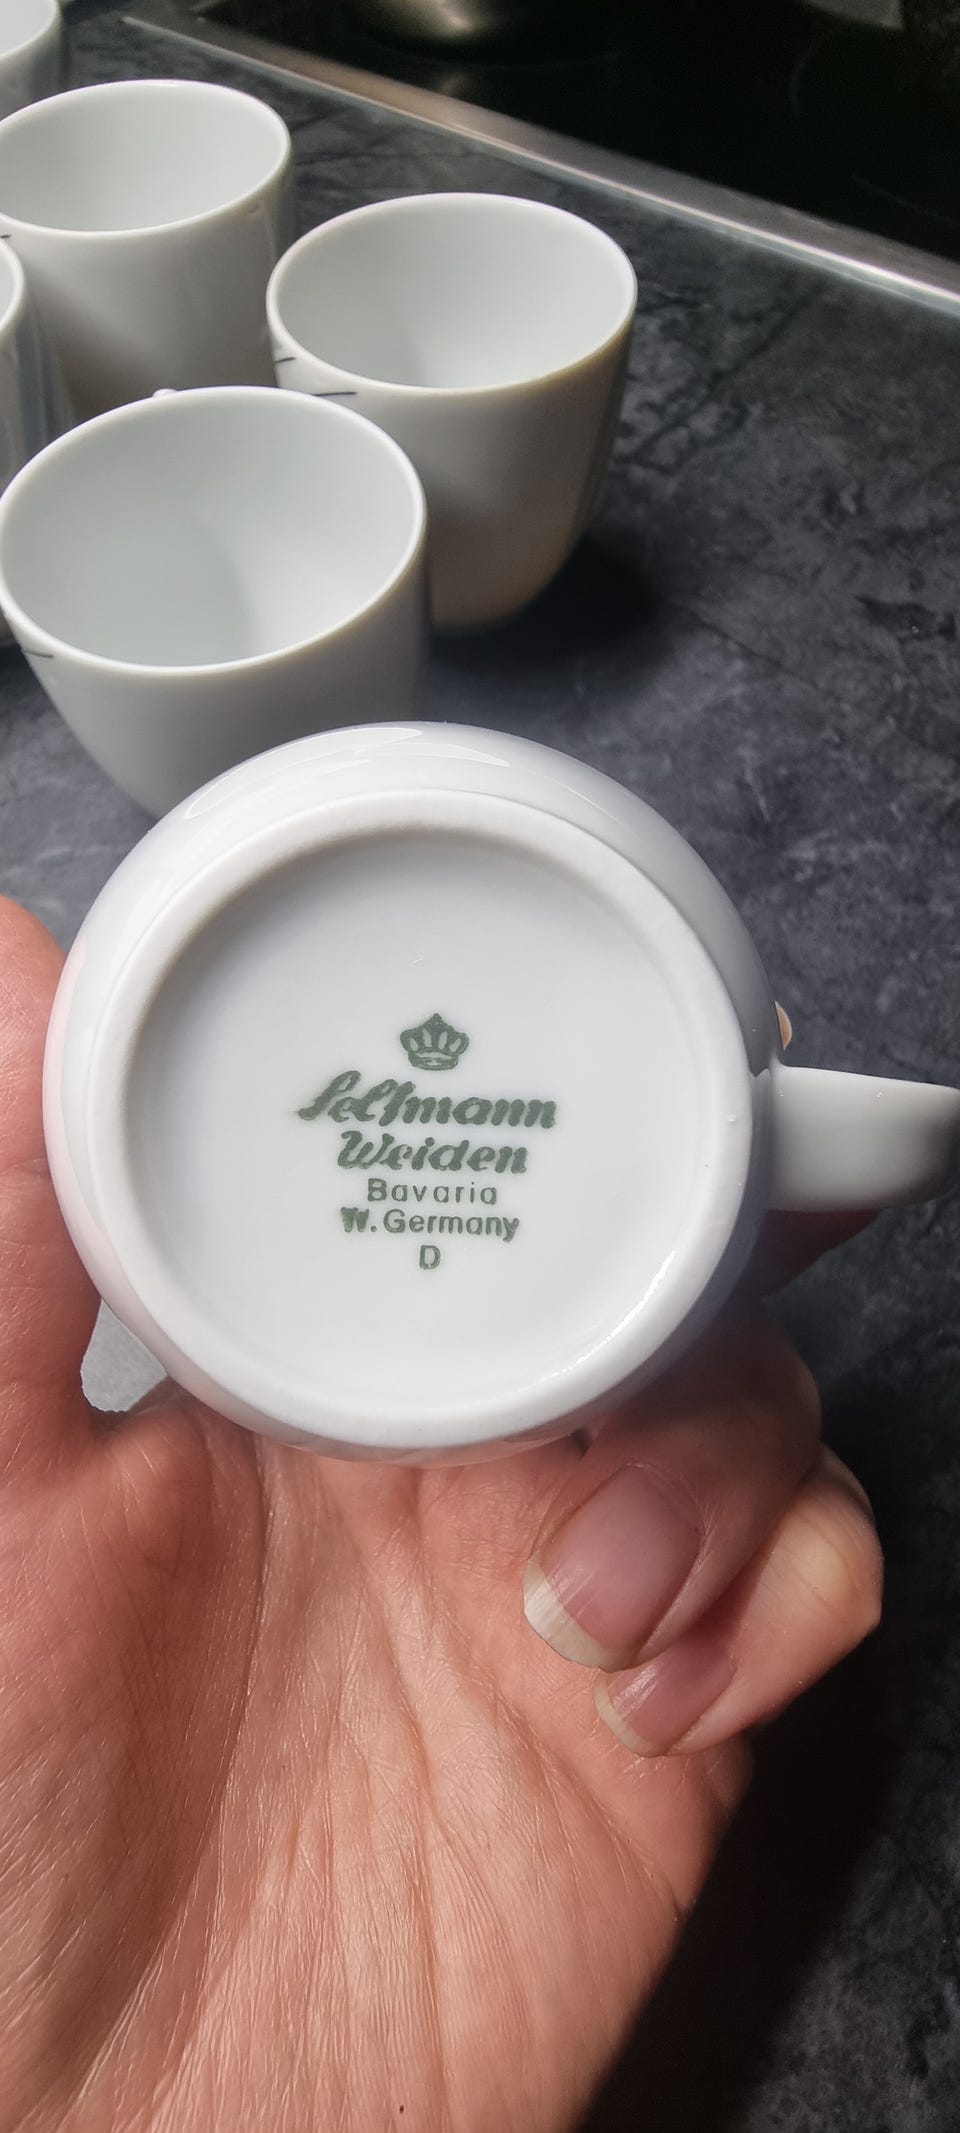 Seltmann
Weiden
Bavaria
W. Germany
D